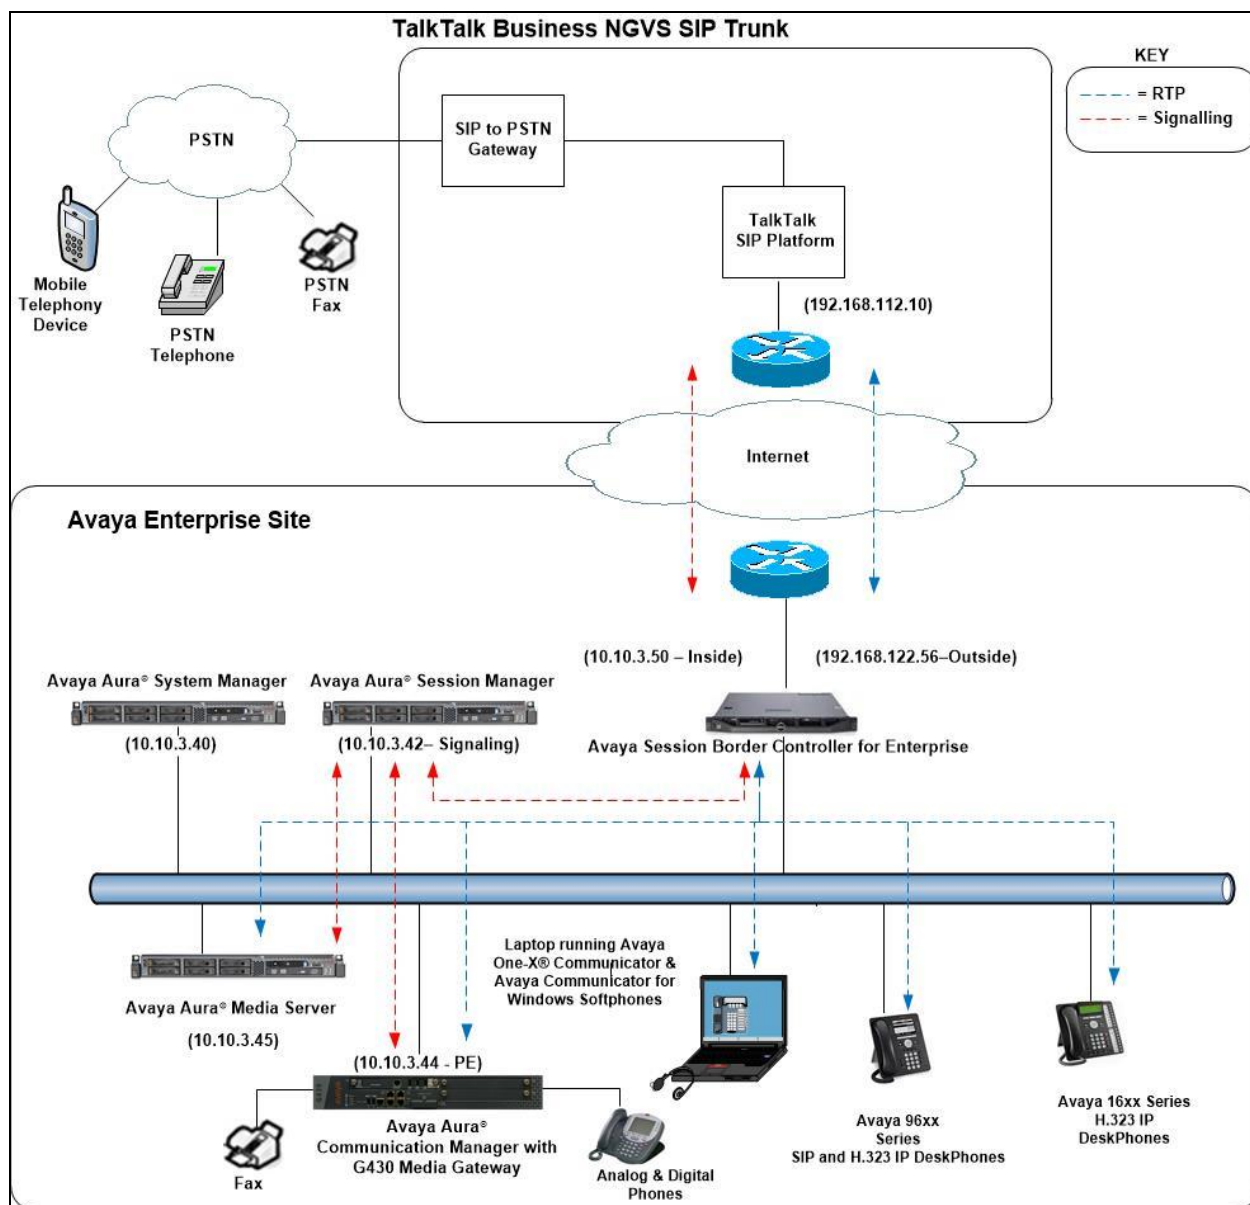 TalkTalk Business NGVS SIP Trunk
KEY
= RTP
= Signalling
PSTN
SIP to PSTN
Gateway
TalkTalk
SIP Platform
(192.168.112.10)
Mobile
Telephony
Device
PSTN
Telephone
PSTN
Fax
Internet
Avaya Enterprise Site
(10.10.3.50 – Inside)
(192.168.122.56–Outside)
Avaya Aura® System Manager
(10.10.3.40)
Avaya Aura® Session Manager
(10.10.3.42– Signaling)
Avaya Session Border Controller for Enterprise
Avaya Aura® Media Server
(10.10.3.45)
Laptop running Avaya
One-X® Communicator &
Avaya Communicator for
Windows Softphones
(10.10.3.44 - PE)
Avaya Aura®
Communication Manager with
G430 Media Gateway
Fax
Analog & Digital
Phones
Avaya 96xx
Series
SIP and H.323 IP DeskPhones
Avaya 16xx Series
H.323 IP
DeskPhones